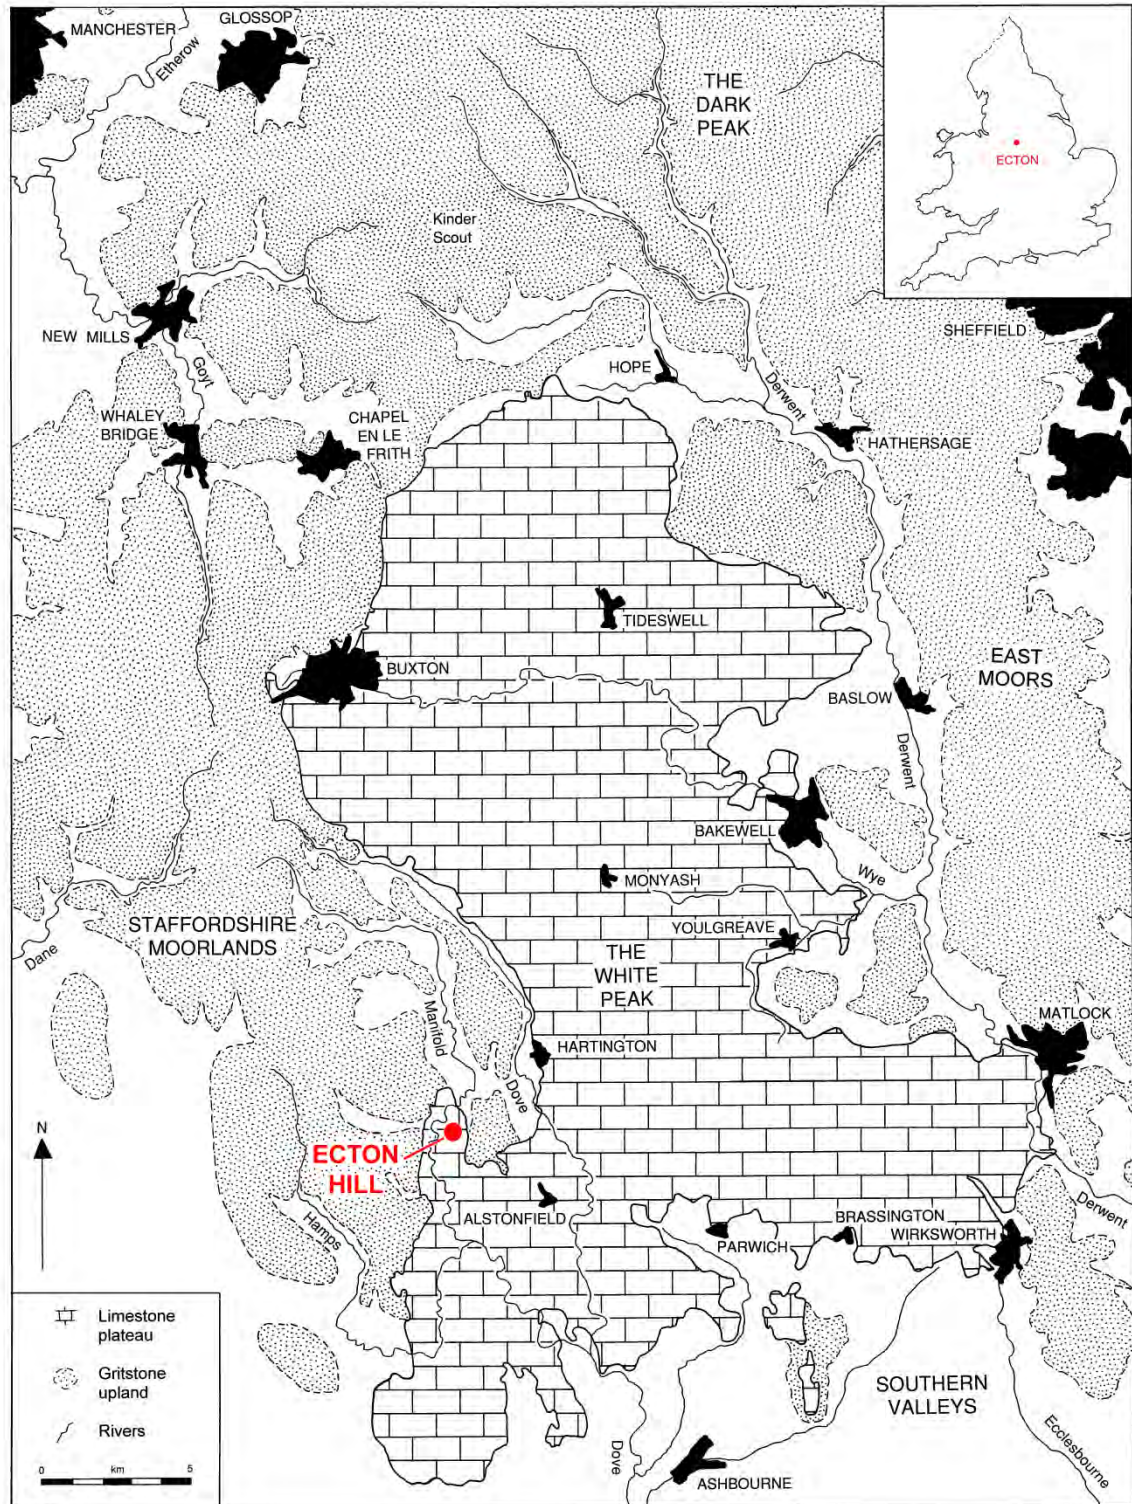 MANCHESTER
GLOSSOP
Etherow
THE
DARK
PEAK
ECTON
Kinder
Scout
SHEFFIELD
NEW MILLS
Goyt
HOPE
Derwent
WHALEY
BRIDGE
CHAPEL
EN LE
FRITH
HATHERSAGE
TIDESWELL
BUXTON
EAST
MOORS
BASLOW
Derwent
BAKEWELL
Wye
MONYASH
STAFFORDSHIRE
MOORLANDS
Dane
YOULGREAVE
THE
WHITE
PEAK
Manifold
MATLOCK
HARTINGTON
Dove
N
ECTON
HILL
Hamps
ALSTONFIELD
PARWICH
BRASSINGTON
WIRKSWORTH
Derwent
Limestone
plateau
Gritstone
upland
Rivers
0 km 5
SOUTHERN
VALLEYS
Dove
ASHBOURNE
Ecclesbourne